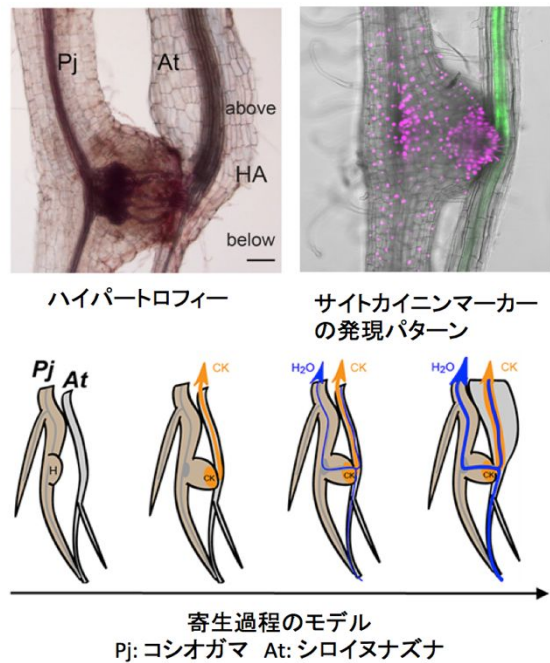 Pj
At
above
HA
below
ハイパートロフィー
サイトカイニンマーカー
の発現パターン
Pj
At
H
CK
CK
H₂O
CK
CK
H₂O
CK
CK
寄生過程のモデル
Pj: コシオガマ At: シロイヌナズナ